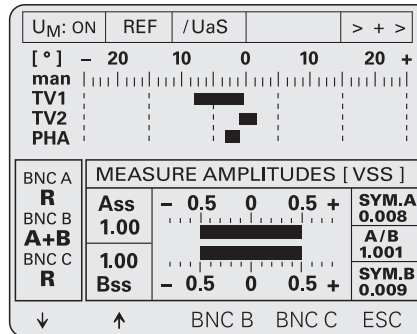 UM: ON REF /UaS > + >
[°] – 20 10 0 10 20 +
man
TV1
TV2
PHA
BNC A
R
BNC B
A+B
BNC C
R
MEASURE AMPLITUDES [ VSS ]
Ass – 0.5 0 0.5 + SYM.A
1.00 0.008
A/B
1.001
1.00
Bss – 0.5 0 0.5 + SYM.B
0.009
↓ ↑ BNC B BNC C ESC